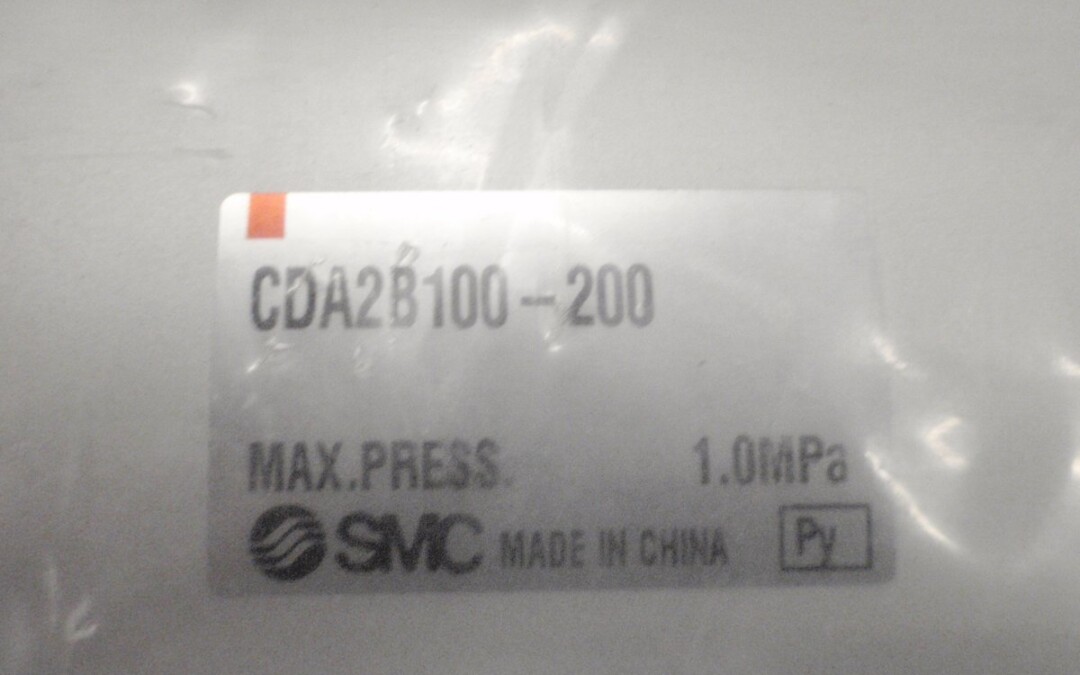 CDA2B100-200
MAX.PRESS. 1.0MPa
SMC MADE IN CHINA Py